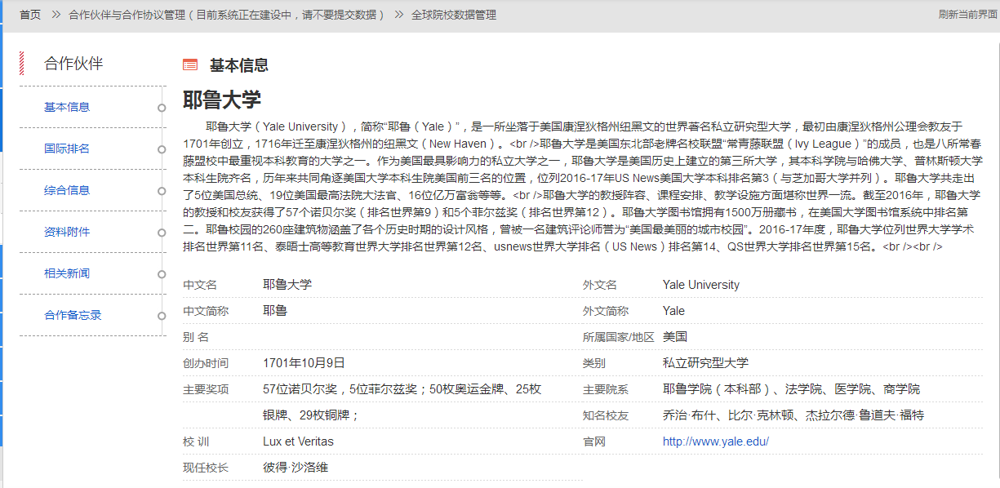 首页 >> 合作伙伴与合作协议管理（目前系统正在建设中，请不要提交数据） >> 全球院校数据管理
刷新当前界面
合作伙伴
基本信息
国际排名
综合信息
资料附件
相关新闻
合作备忘录
基本信息
耶鲁大学
耶鲁大学（Yale University），简称“耶鲁（Yale）”，是一所坐落于美国康涅狄格州纽黑文的世界著名私立研究型大学，最初由康涅狄格州公理会教友于
1701年创立，1716年迁至康涅狄格州的纽黑文（New Haven）。<br />耶鲁大学是美国东北部老牌名校联盟“常青藤联盟（Ivy League）”的成员，也是八所常春
藤盟校中最重视本科教育的大学之一。作为美国最具影响力的私立大学之一，耶鲁大学是美国历史上建立的第三所大学，其本科学院与哈佛大学、普林斯顿大学
本科生院齐名，历年来共同角逐美国大学本科生院美国前三名的位置，位列2016-17年US News美国大学本科排名第3（与芝加哥大学并列）。耶鲁大学共走出
了5位美国总统、19位美国最高法院大法官、16位亿万富翁等等。<br />耶鲁大学的教授阵容、课程安排、教学设施方面堪称世界一流。截至2016年，耶鲁大学
的教授和校友获得了57个诺贝尔奖（排名世界第9）和5个菲尔兹奖（排名世界第12）。耶鲁大学图书馆拥有1500万册藏书，在美国大学图书馆系统中排名第
二。耶鲁校园的260座建筑物涵盖了各个历史时期的设计风格，曾被一名建筑评论师誉为“美国最美丽的城市校园”。2016-17年度，耶鲁大学位列世界大学学术
排名世界第11名、泰晤士高等教育世界大学排名世界第12名、usnews世界大学排名（US News）排名第14、QS世界大学排名世界第15名。<br /><br />
中文名 耶鲁大学 外文名 Yale University
中文简称 耶鲁 外文简称 Yale
别 名 所属国家/地区 美国
创办时间 1701年10月9日 类别 私立研究型大学
主要奖项 57位诺贝尔奖，5位菲尔兹奖；50枚奥运金牌、25枚 主要院系 耶鲁学院（本科部）、法学院、医学院、商学院
银牌、29枚铜牌； 知名校友 乔治·布什、比尔·克林顿、杰拉尔德·鲁道夫·福特
校 训 Lux et Veritas 官网 http://www.yale.edu/
现任校长 彼得·沙洛维